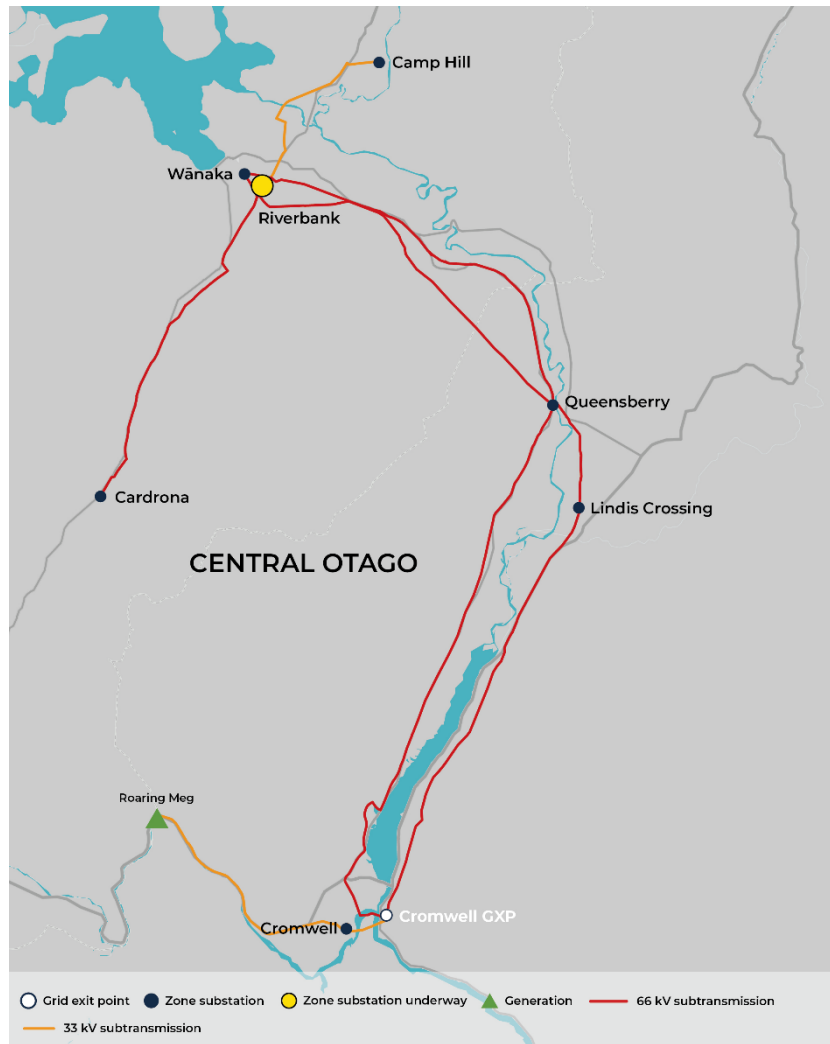 Camp Hill
Wānaka
Riverbank
Queensberry
Cardrona
Lindis Crossing
CENTRAL OTAGO
Roaring Meg
Cromwell GXP
Cromwell
Grid exit point
Zone substation
Zone substation underway
Generation
66 kV subtransmission
33 kV subtransmission